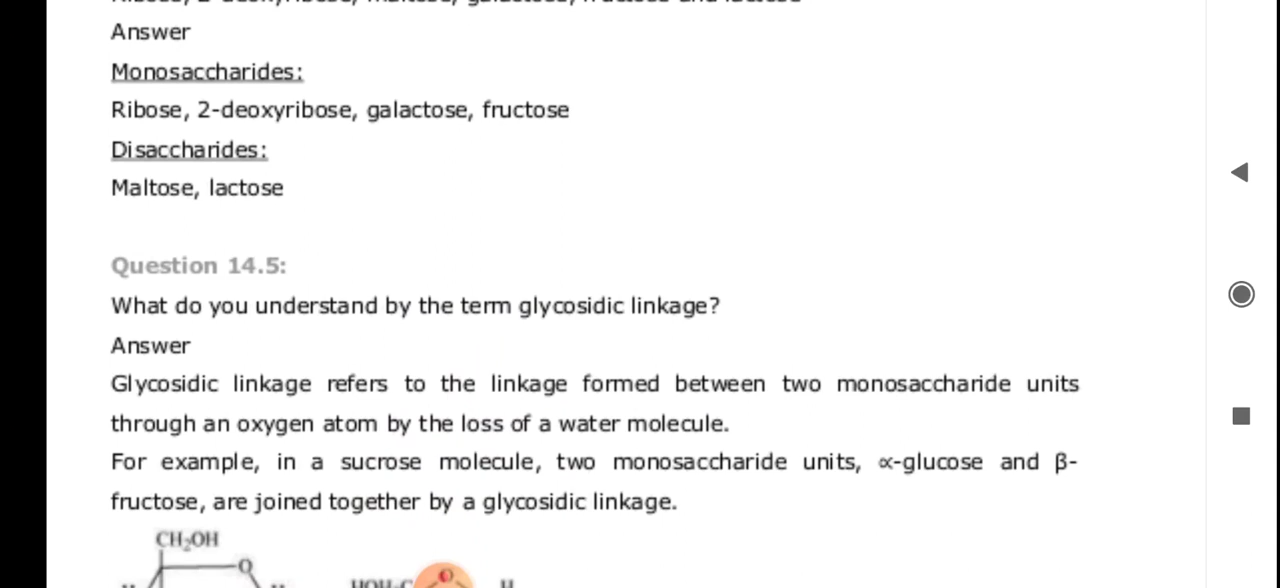 Answer
Monosaccharides:
Ribose, 2-deoxyribose, galactose, fructose
Disaccharides:
Maltose, lactose
Question 14.5:
What do you understand by the term glycosidic linkage?
Answer
Glycosidic linkage refers to the linkage formed between two monosaccharide units
through an oxygen atom by the loss of a water molecule.
For example, in a sucrose molecule, two monosaccharide units, ∝-glucose and β-
fructose, are joined together by a glycosidic linkage.
CH₂OH
O
O